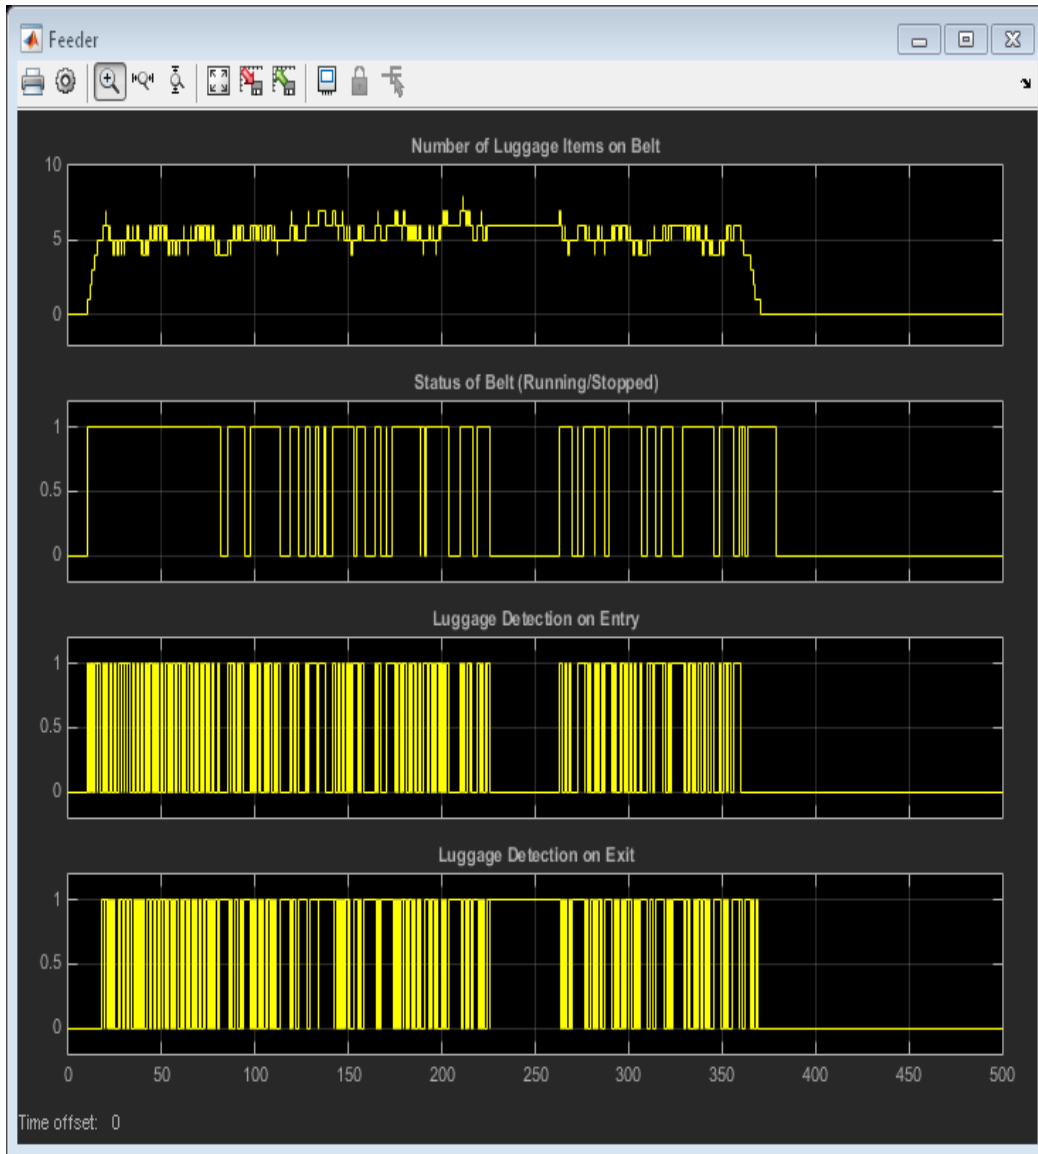 Feeder
Number of Luggage Items on Belt
10
5
0
Status of Belt (Running/Stopped)
1
0.5
0
Luggage Detection on Entry
1
0.5
0
Luggage Detection on Exit
1
0.5
0
0 50 100 150 200 250 300 350 400 450 500
Time offset: 0